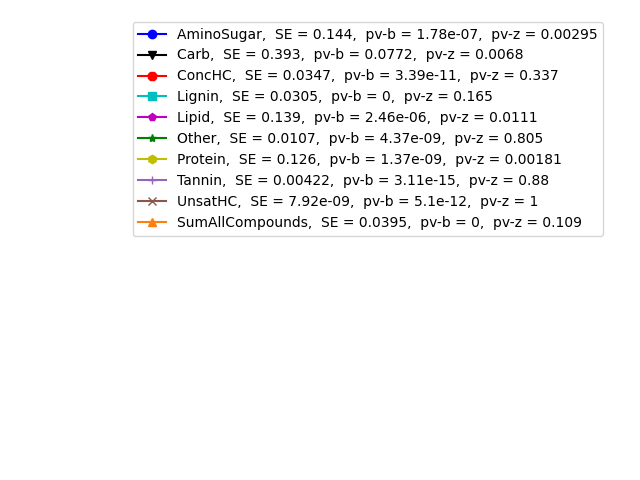 AminoSugar,  SE = 0.144,  pv-b = 1.78e-07,  pv-z = 0.00295
Carb,  SE = 0.393,  pv-b = 0.0772,  pv-z = 0.0068
ConcHC,  SE = 0.0347,  pv-b = 3.39e-11,  pv-z = 0.337
Lignin,  SE = 0.0305,  pv-b = 0,  pv-z = 0.165
Lipid,  SE = 0.139,  pv-b = 2.46e-06,  pv-z = 0.0111
Other,  SE = 0.0107,  pv-b = 4.37e-09,  pv-z = 0.805
Protein,  SE = 0.126,  pv-b = 1.37e-09,  pv-z = 0.00181
Tannin,  SE = 0.00422,  pv-b = 3.11e-15,  pv-z = 0.88
UnsatHC,  SE = 7.92e-09,  pv-b = 5.1e-12,  pv-z = 1
SumAllCompounds,  SE = 0.0395,  pv-b = 0,  pv-z = 0.109